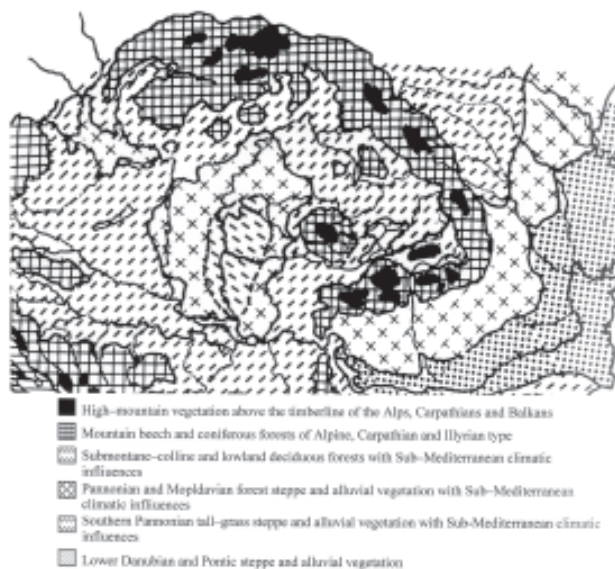 High–mountain vegetation above the timberline of the Alps, Carpathians and Balkans
Mountain beech and coniferous forests of Alpine, Carpathian and Illyrian type
Submontane–colline and lowland deciduous forests with Sub–Mediterranean climatic
influences
Pannonian and Mopldavian forest steppe and alluvial vegetation with Sub–Mediterranean
climatic influences
Southern Pannonian tall–grass steppe and alluvial vegetation with Sub-Mediterranean climatic
influences
Lower Danubian and Pontic steppe and alluvial vegetation